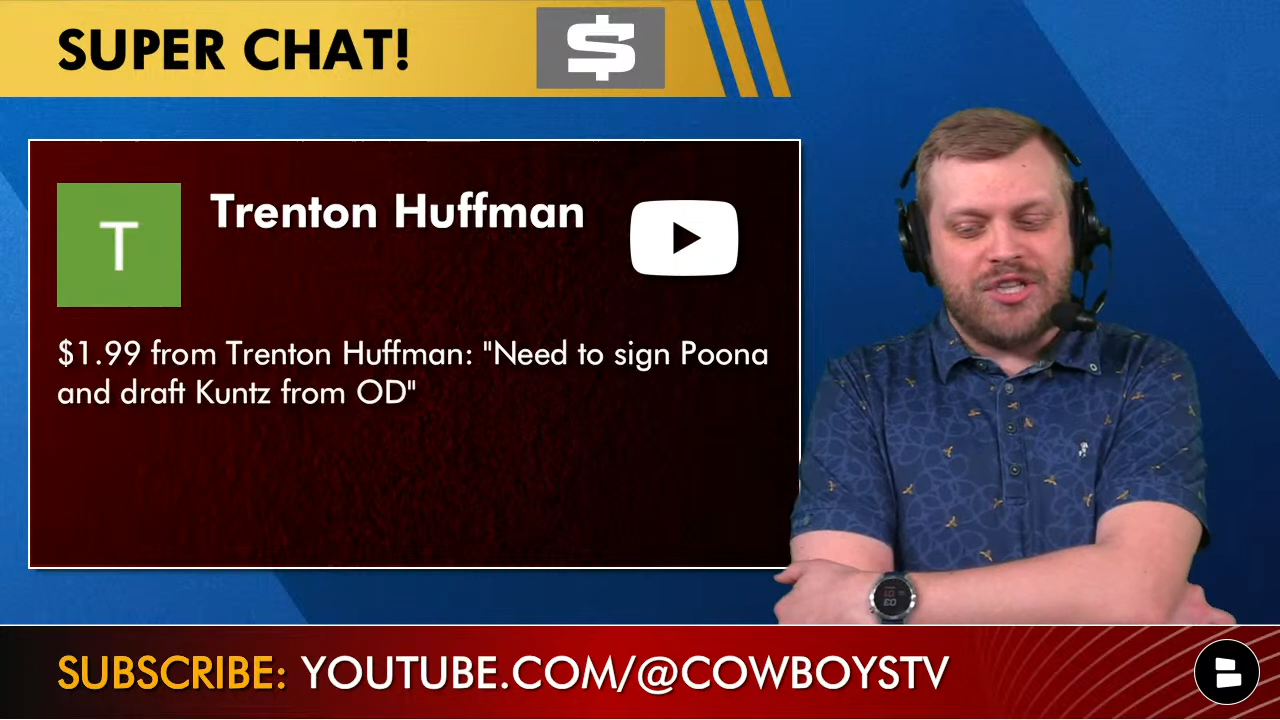 SUPER CHAT!
$
T
Trenton Huffman
$1.99 from Trenton Huffman: "Need to sign Poona
and draft Kuntz from OD"
SUBSCRIBE: YOUTUBE.COM/@COWBOYSTV